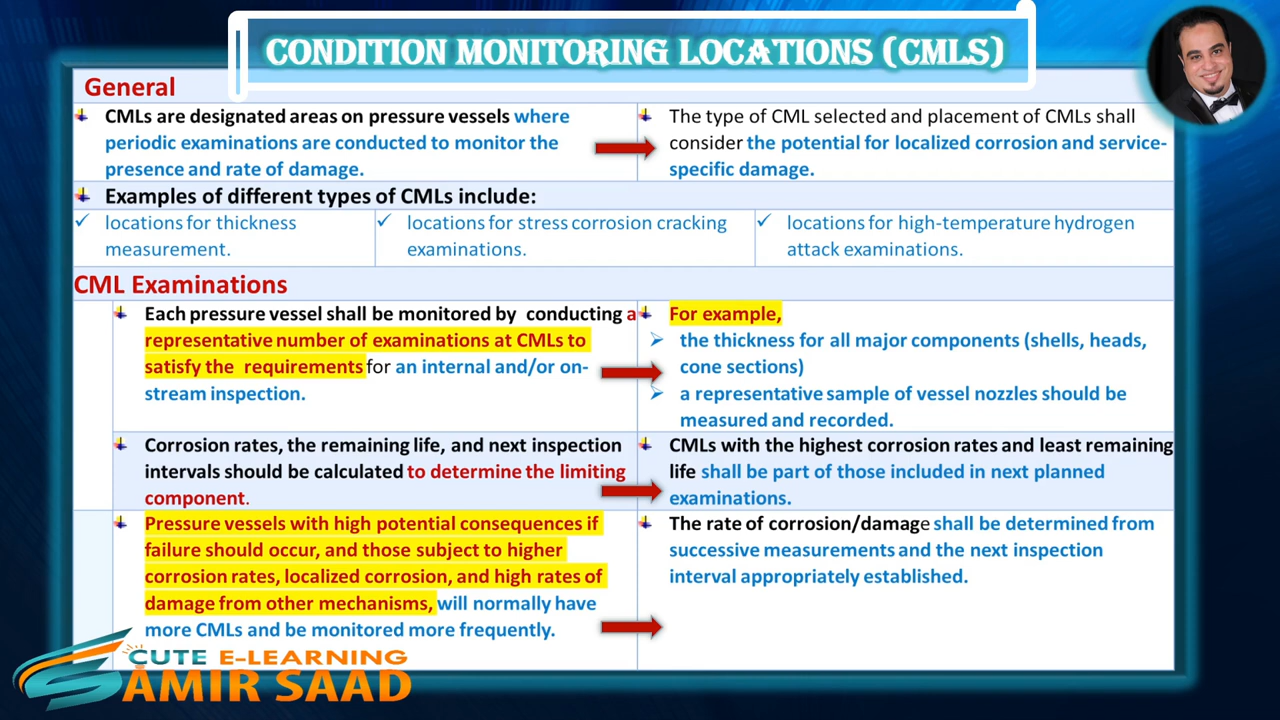 CONDITION MONITORING LOCATIONS (CMLS)
General
CMLs are designated areas on pressure vessels where
periodic examinations are conducted to monitor the
presence and rate of damage.
The type of CML selected and placement of CMLs shall
consider the potential for localized corrosion and service-
specific damage.
Examples of different types of CMLs include:
locations for thickness
measurement.
locations for stress corrosion cracking
examinations.
locations for high-temperature hydrogen
attack examinations.
CML Examinations
Each pressure vessel shall be monitored by conducting a
representative number of examinations at CMLs to
satisfy the requirements for an internal and/or on-
stream inspection.
For example,
the thickness for all major components (shells, heads,
cone sections)
a representative sample of vessel nozzles should be
measured and recorded.
Corrosion rates, the remaining life, and next inspection
intervals should be calculated to determine the limiting
component.
CMLs with the highest corrosion rates and least remaining
life shall be part of those included in next planned
examinations.
Pressure vessels with high potential consequences if
failure should occur, and those subject to higher
corrosion rates, localized corrosion, and high rates of
damage from other mechanisms, will normally have
more CMLs and be monitored more frequently.
The rate of corrosion/damage shall be determined from
successive measurements and the next inspection
interval appropriately established.
CUTE E-LEARNING
AMIR SAAD